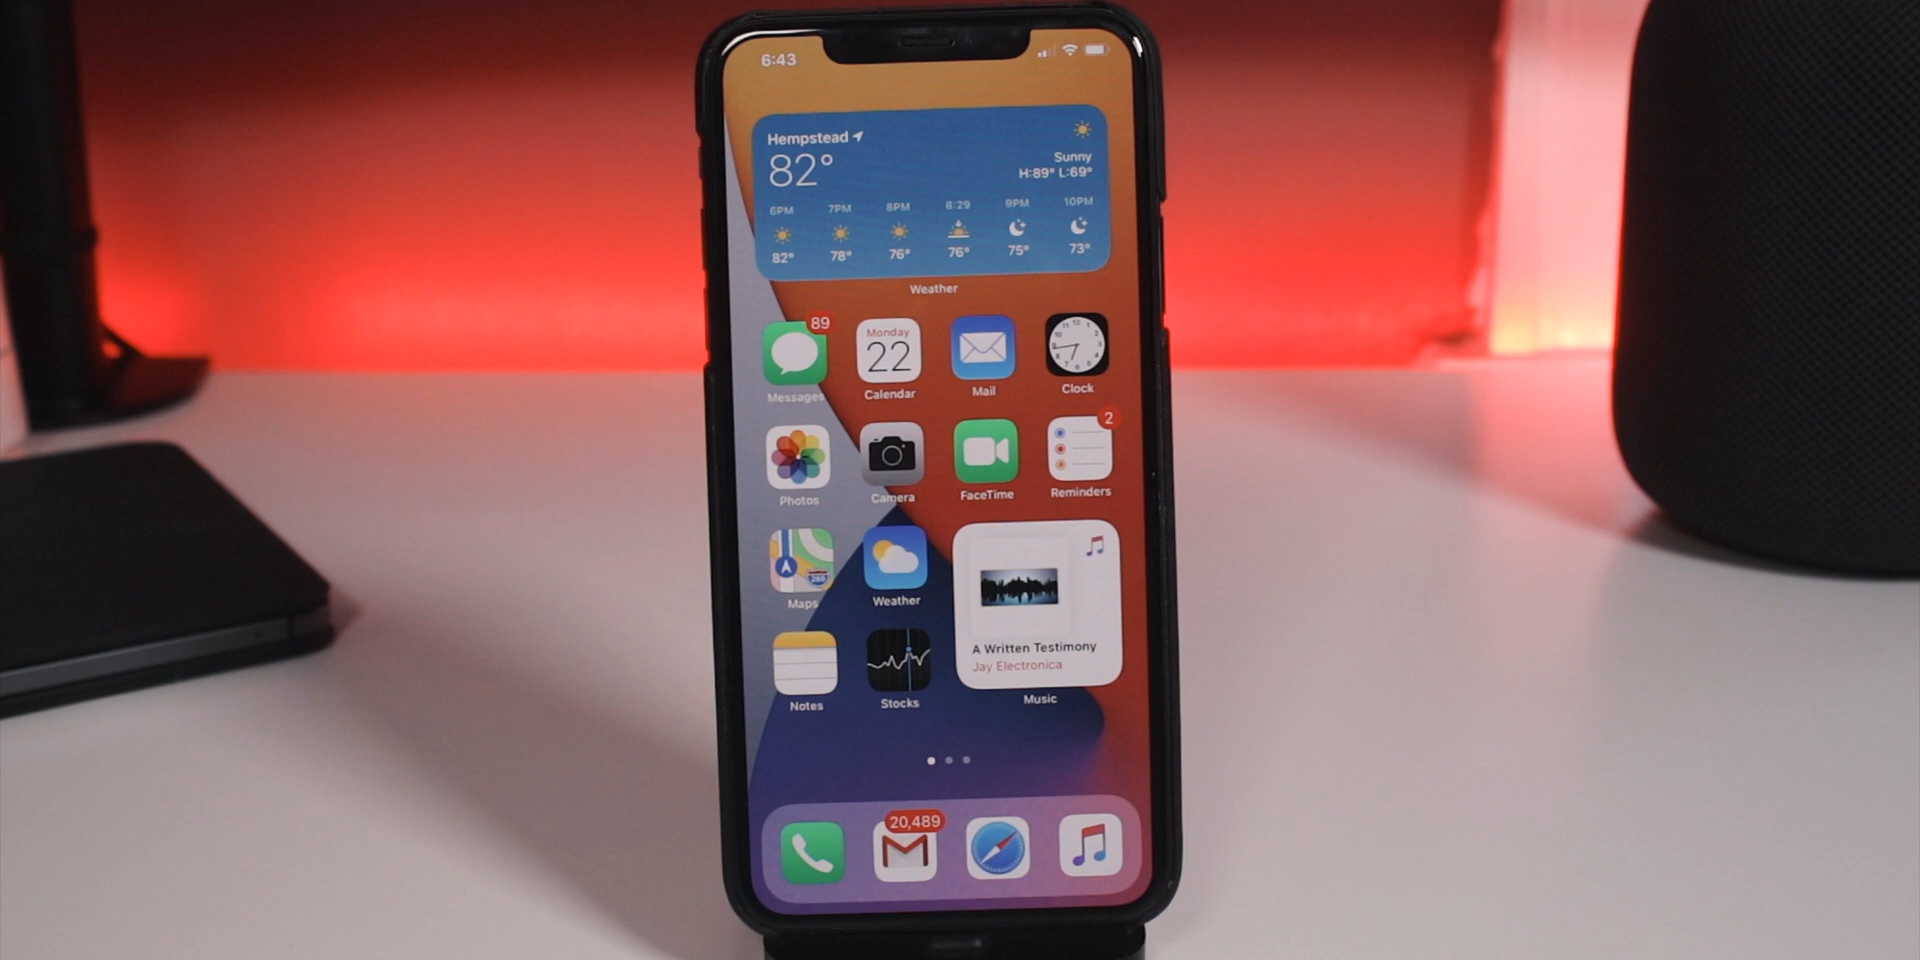 6:43
Hempstead
82°
Sunny
H:89° L:69°
6PM 7PM 8PM 8:29 9PM 10PM
82° 78° 76° 76° 75° 73°
Weather
89
Monday
22
Messages Calendar Mail Clock
2
Photos Camera FaceTime Reminders
280
Maps Weather
A Written Testimony
Jay Electronica
Notes Stocks Music
20,489